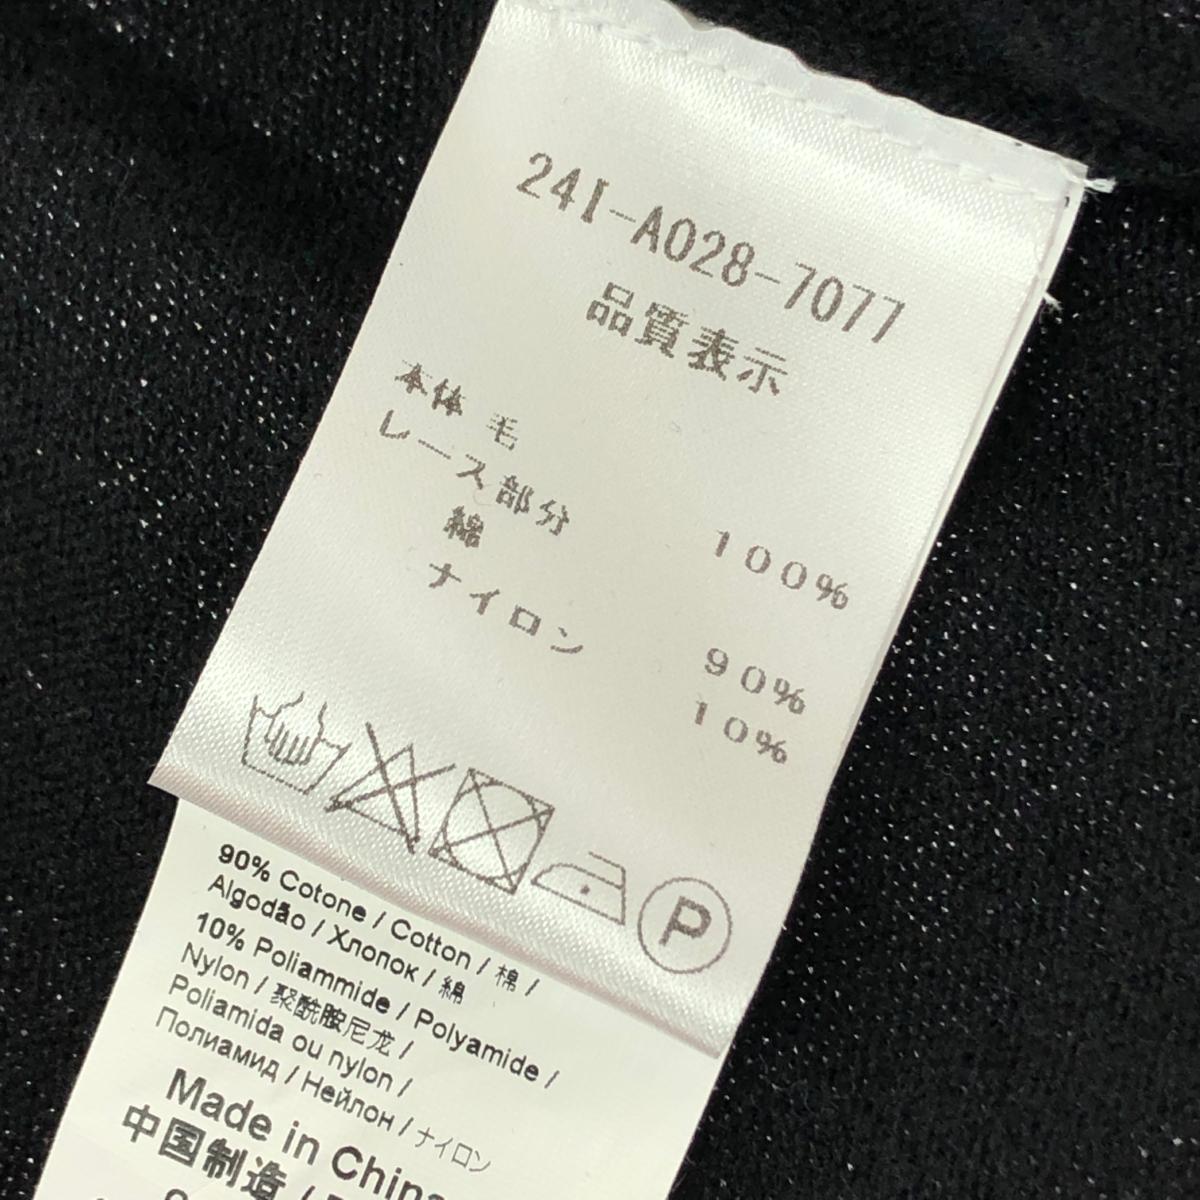 241-A028-7077
品質表示
本体 毛 100%
レース部分
綿 90%
ナイロン 10%
P
90% Cotone / Cotton / 棉 /
Algodão / Хлопок / 綿
10% Poliammide / Polyamide /
Nylon / 聚酰胺尼龙 /
Poliamida ou nylon /
Полиамид / Нейлон / ナイロン
Made in China
中国制造 /